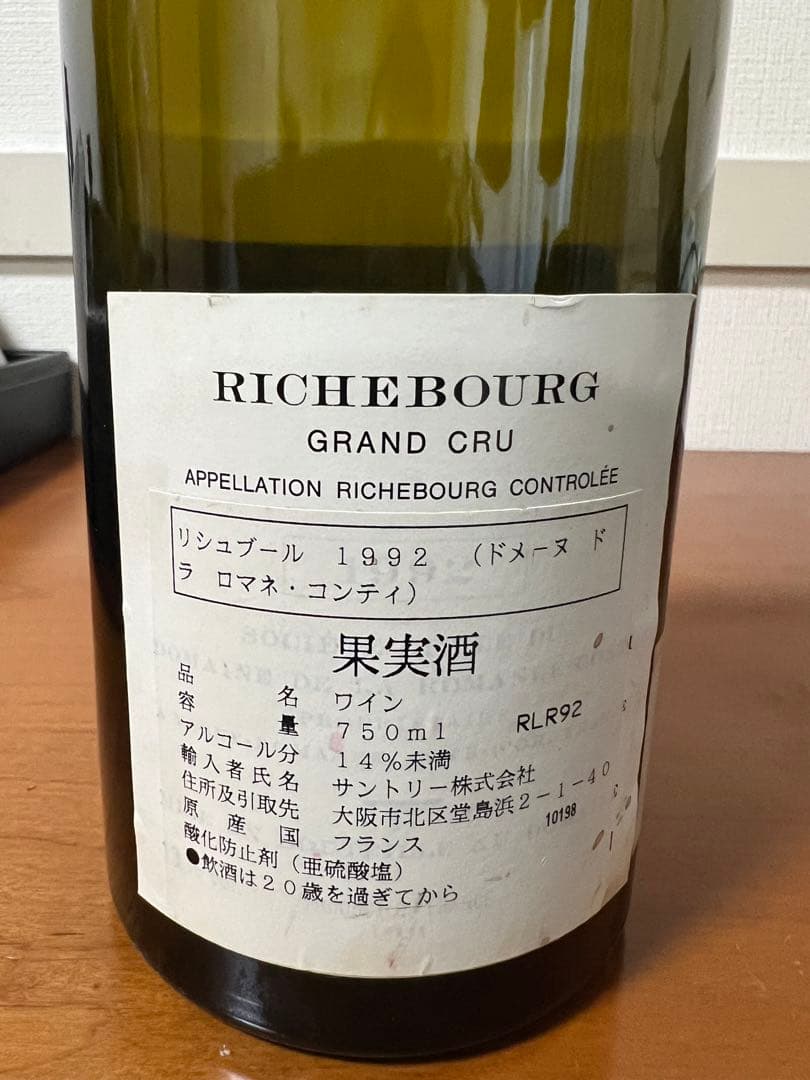 RICHEBOURG
GRAND CRU
APPELLATION RICHEBOURG CONTROLÉE
リシュブール 1992 (ドメーヌ ド
ラ ロマネ・コンティ)
果実酒
品 名 ワイン
容 量 750ml RLR92
アルコール分 14%未満
輸入者氏名 サントリー株式会社
住所及引取先 大阪市北区堂島浜2-1-40
原 産 国 フランス 10198
酸化防止剤(亜硫酸塩)
●飲酒は20歳を過ぎてから